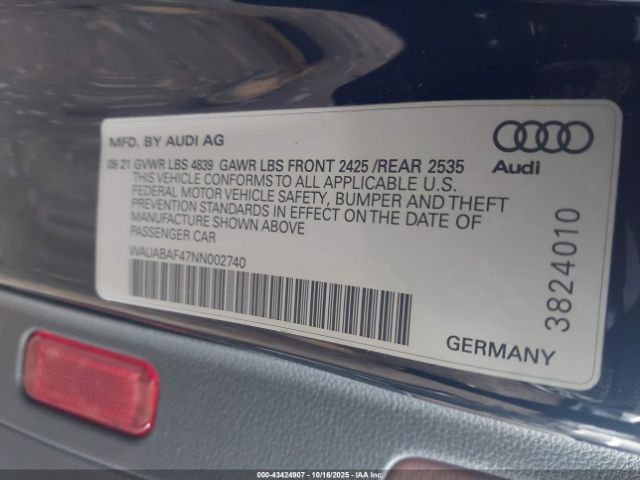 MFD. BY AUDI AG
08 21 GVWR LBS 4839 GAWR LBS FRONT 2425 /REAR 2535
THIS VEHICLE CONFORMS TO ALL APPLICABLE U.S.
FEDERAL MOTOR VEHICLE SAFETY, BUMPER AND THEFT
PREVENTION STANDARDS IN EFFECT ON THE DATE OF
MANUFACTURE SHOWN ABOVE
PASSENGER CAR
WAUABAF47NN002740
Audi
3824010
GERMANY
000-43424907 - 10/16/2025 - IAA Inc.